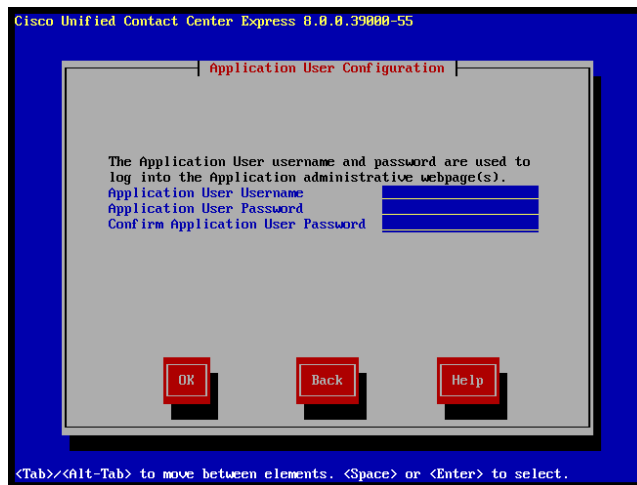 Cisco Unified Contact Center Express 8.0.0.39000-55
Application User Configuration
The Application User username and password are used to
log into the Application administrative webpage(s).
Application User Username
Application User Password
Confirm Application User Password
OK Back Help
<Tab>/<Alt-Tab> to move between elements. <Space> or <Enter> to select.